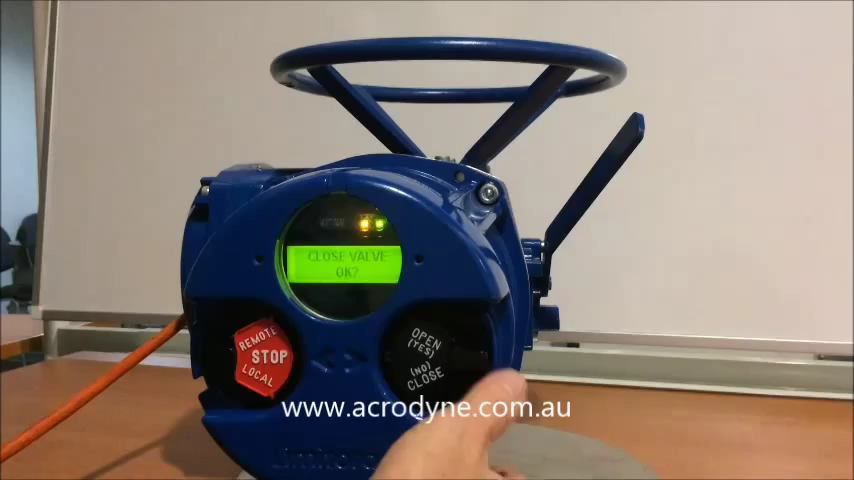 CLOSE VALVE
OK?
REMOTE
STOP
LOCAL
OPEN
(YES)
(NO)
CLOSE
www.acrodyne.com.au